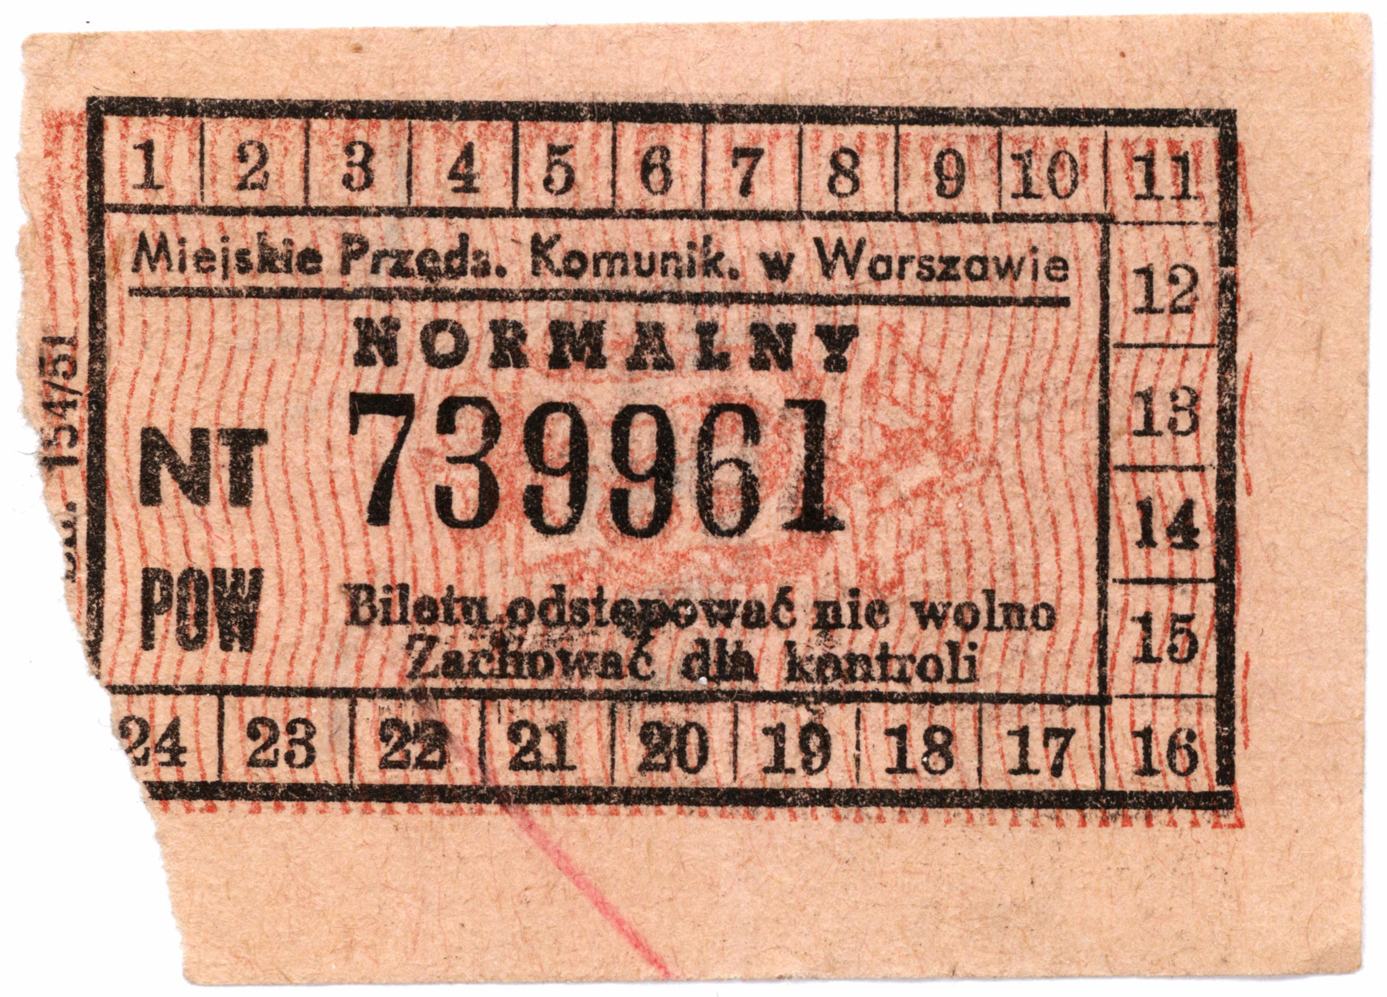 1 2 3 4 5 6 7 8 9 10 11
Miejskie Przęds. Komunik. w Warszawie
12
NORMALNY
739961
13
NT
14
POW
Biletu odstępować nie wolno
15
Zachować dla kontroli
24 23 22 21 20 19 18 17 16
154/51